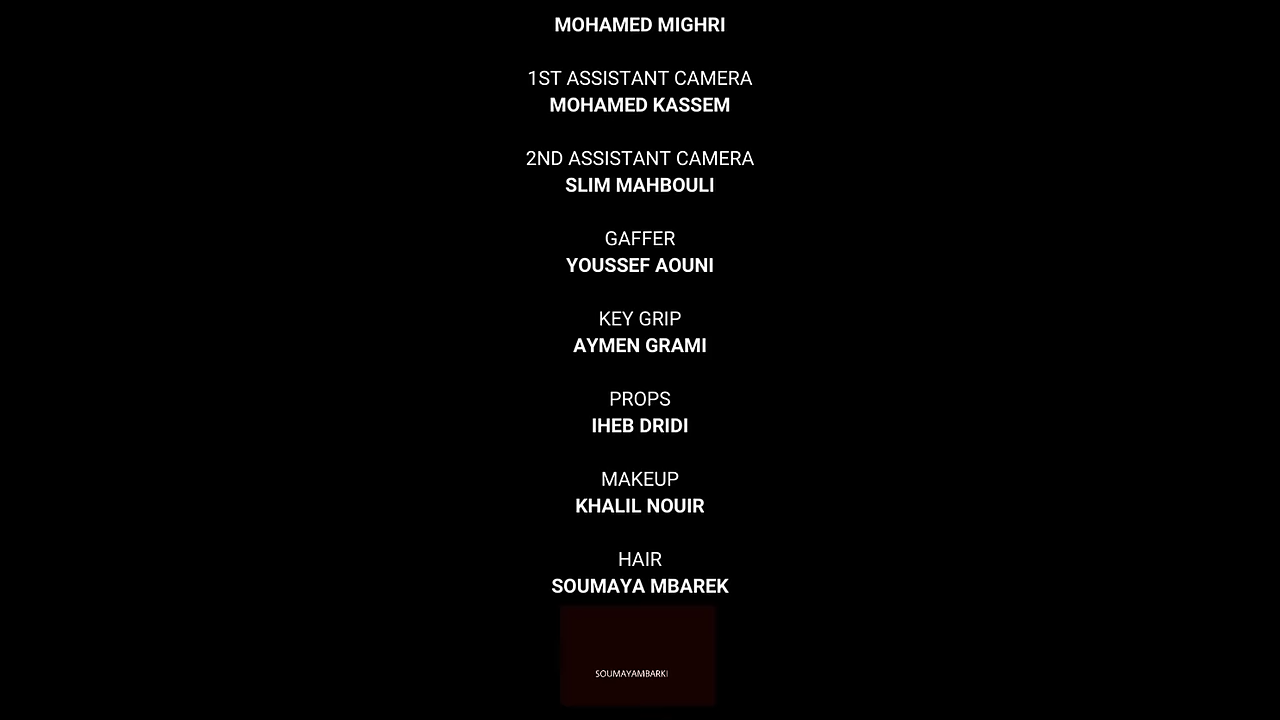 MOHAMED MIGHRI
1ST ASSISTANT CAMERA
MOHAMED KASSEM
2ND ASSISTANT CAMERA
SLIM MAHBOULI
GAFFER
YOUSSEF AOUNI
KEY GRIP
AYMEN GRAMI
PROPS
IHEB DRIDI
MAKEUP
KHALIL NOUIR
HAIR
SOUMAYA MBAREK
SOUMAYAMBARKI